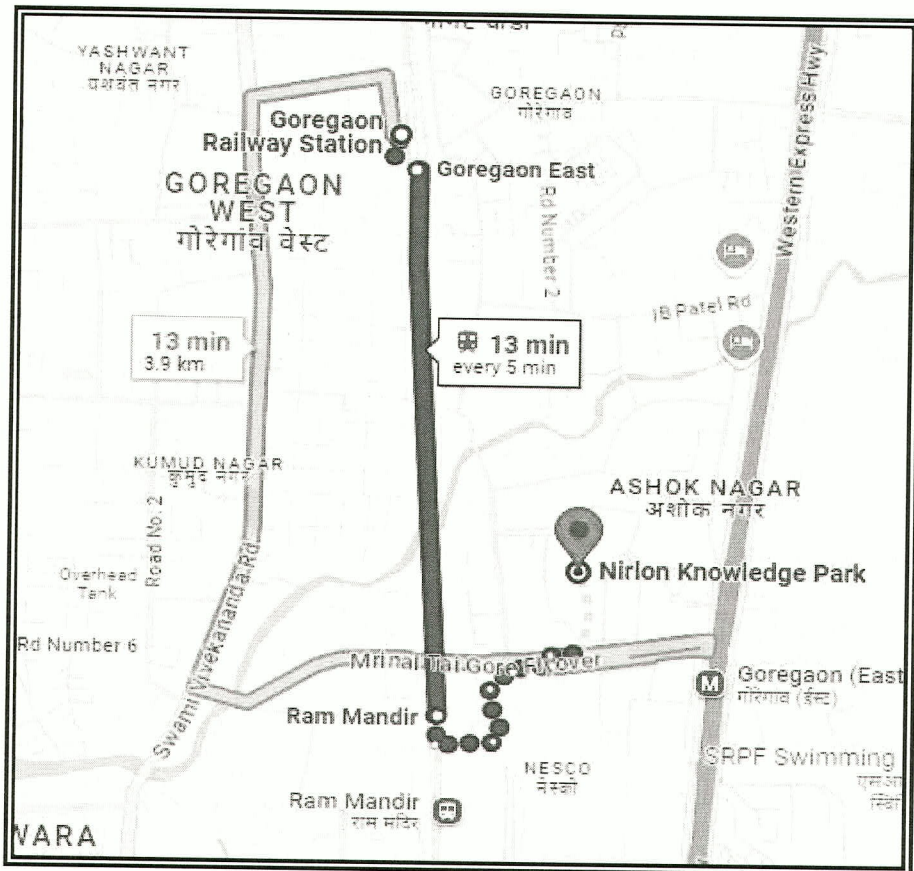 YASHWANT
NAGAR
यशवंत नगर
GOREGAON
गोरेगाव
Western Express Hwy
Goregaon
Railway Station
Goregaon East
GOREGAON
WEST
गोरेगांव वेस्ट
Rd Number 2
JB Patel Rd
13 min
3.9 km
13 min
every 5 min
KUMUD NAGAR
कुमुद नगर
ASHOK NAGAR
अशोक नगर
Road No. 2
Overhead
Tank
Nirlon Knowledge Park
Rd Number 6
Swami Vivekananda Rd
Mrinal Tai Gore Flyover
M
Goregaon (East
गोरेगाव (ईस्ट)
Ram Mandir
SRPF Swimming
NESCO
नेस्को
Ram Mandir
राम मंदिर
WARA